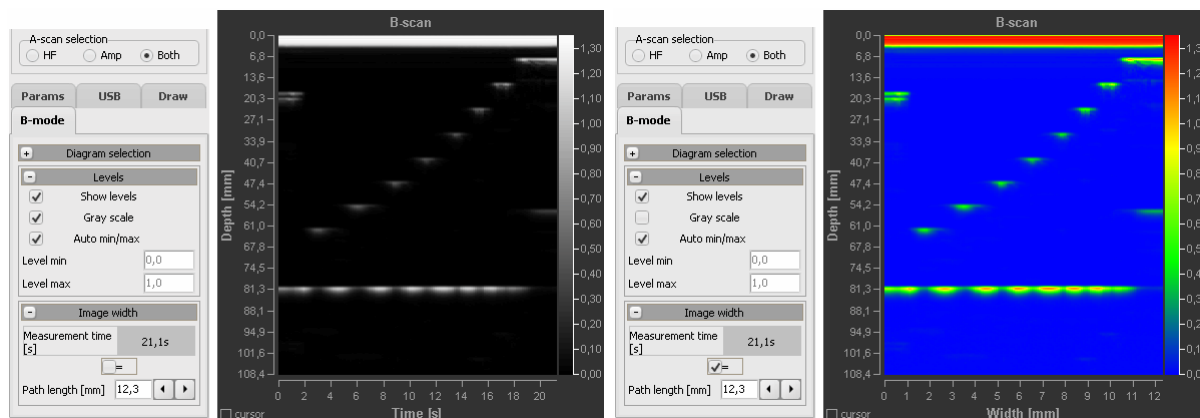 A-scan selection
HF Amp Both
Params USB Draw
B-mode
+ Diagram selection
- Levels
Show levels
Gray scale
Auto min/max
Level min 0,0
Level max 1,0
- Image width
Measurement time [s] 21,1s
=
Path length [mm] 12,3
B-scan
Depth [mm]
0,0
6,8
13,6
20,3
27,1
33,9
40,7
47,4
54,2
61,0
67,8
74,5
81,3
88,1
94,9
101,6
108,4
0 2 4 6 8 10 12 14 16 18 20
Time [s]
cursor
1,30
1,20
1,10
1,00
0,90
0,80
0,70
0,60
0,50
0,40
0,30
0,20
0,10
0,00
A-scan selection
HF Amp Both
Params USB Draw
B-mode
+ Diagram selection
- Levels
Show levels
Gray scale
Auto min/max
Level min 0,0
Level max 1,0
- Image width
Measurement time [s] 21,1s
=
Path length [mm] 12,3
B-scan
Depth [mm]
0,0
6,8
13,6
20,3
27,1
33,9
40,7
47,4
54,2
61,0
67,8
74,5
81,3
88,1
94,9
101,6
108,4
0 1 2 3 4 5 6 7 8 9 10 11 12
Width [mm]
cursor